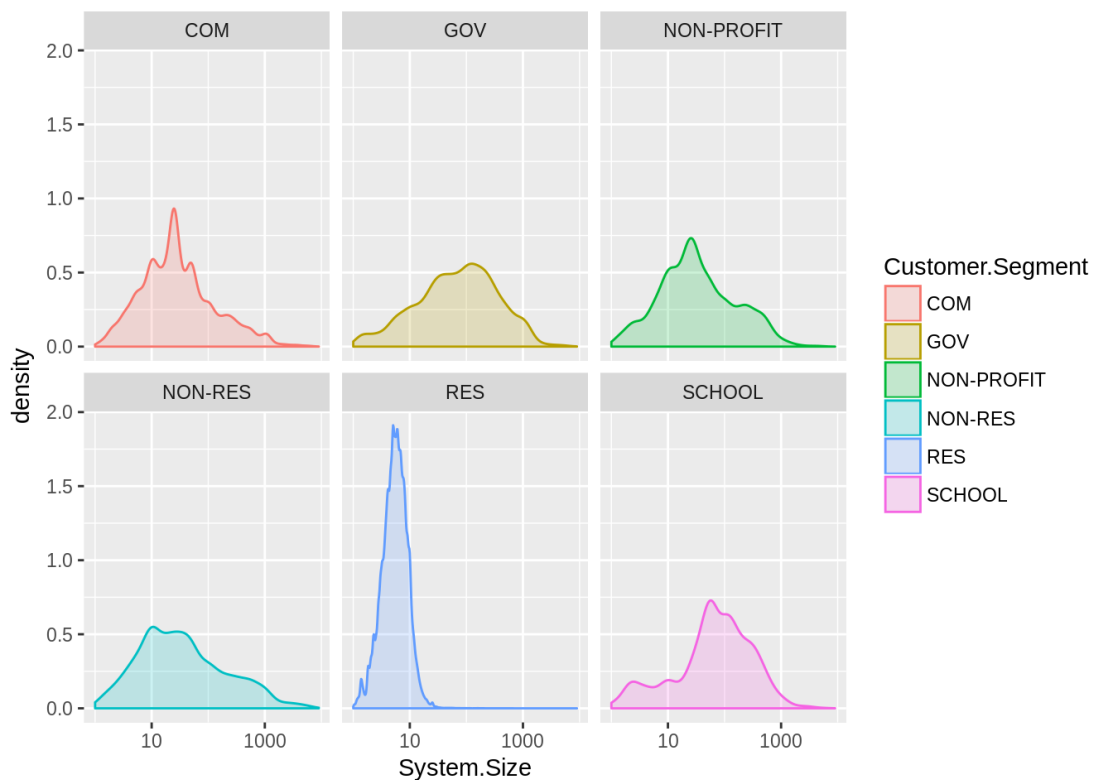 COM
GOV
NON-PROFIT
2.0
1.5
1.0
0.5
0.0
NON-RES
RES
SCHOOL
2.0
1.5
1.0
0.5
0.0
10
1000
10
1000
10
1000
System.Size
density
Customer.Segment
COM
GOV
NON-PROFIT
NON-RES
RES
SCHOOL